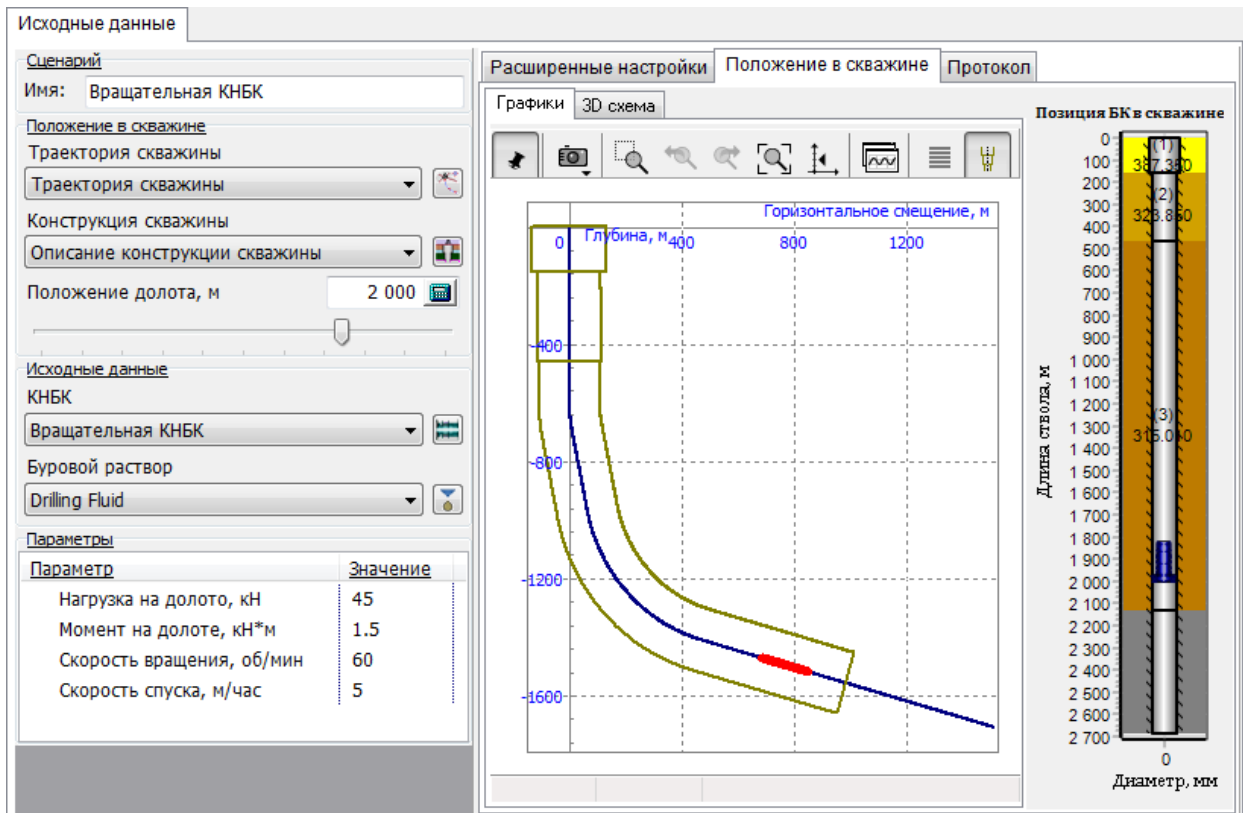 Исходные данные
Сценарий
Имя: Вращательная КНБК
Положение в скважине
Траектория скважины
Траектория скважины
Конструкция скважины
Описание конструкции скважины
Положение долота, м 2 000
Исходные данные
КНБК
Вращательная КНБК
Буровой раствор
Drilling Fluid
Параметры
Параметр Значение
Нагрузка на долото, кН 45
Момент на долоте, кН*м 1.5
Скорость вращения, об/мин 60
Скорость спуска, м/час 5
Расширенные настройки Положение в скважине Протокол
Графики 3D схема
Горизонтальное смещение, м
0 Глубина, м 400 800 1200
-400
-800
-1200
-1600
Позиция БК в скважине
0
100
200
300
400
500
600
700
800
900
1 000
1 100
1 200
1 300
1 400
1 500
1 600
1 700
1 800
1 900
2 000
2 100
2 200
2 300
2 400
2 500
2 600
2 700
Длина ствола, м
(1)
387.350
(2)
323.850
(3)
315.010
0
Диаметр, мм